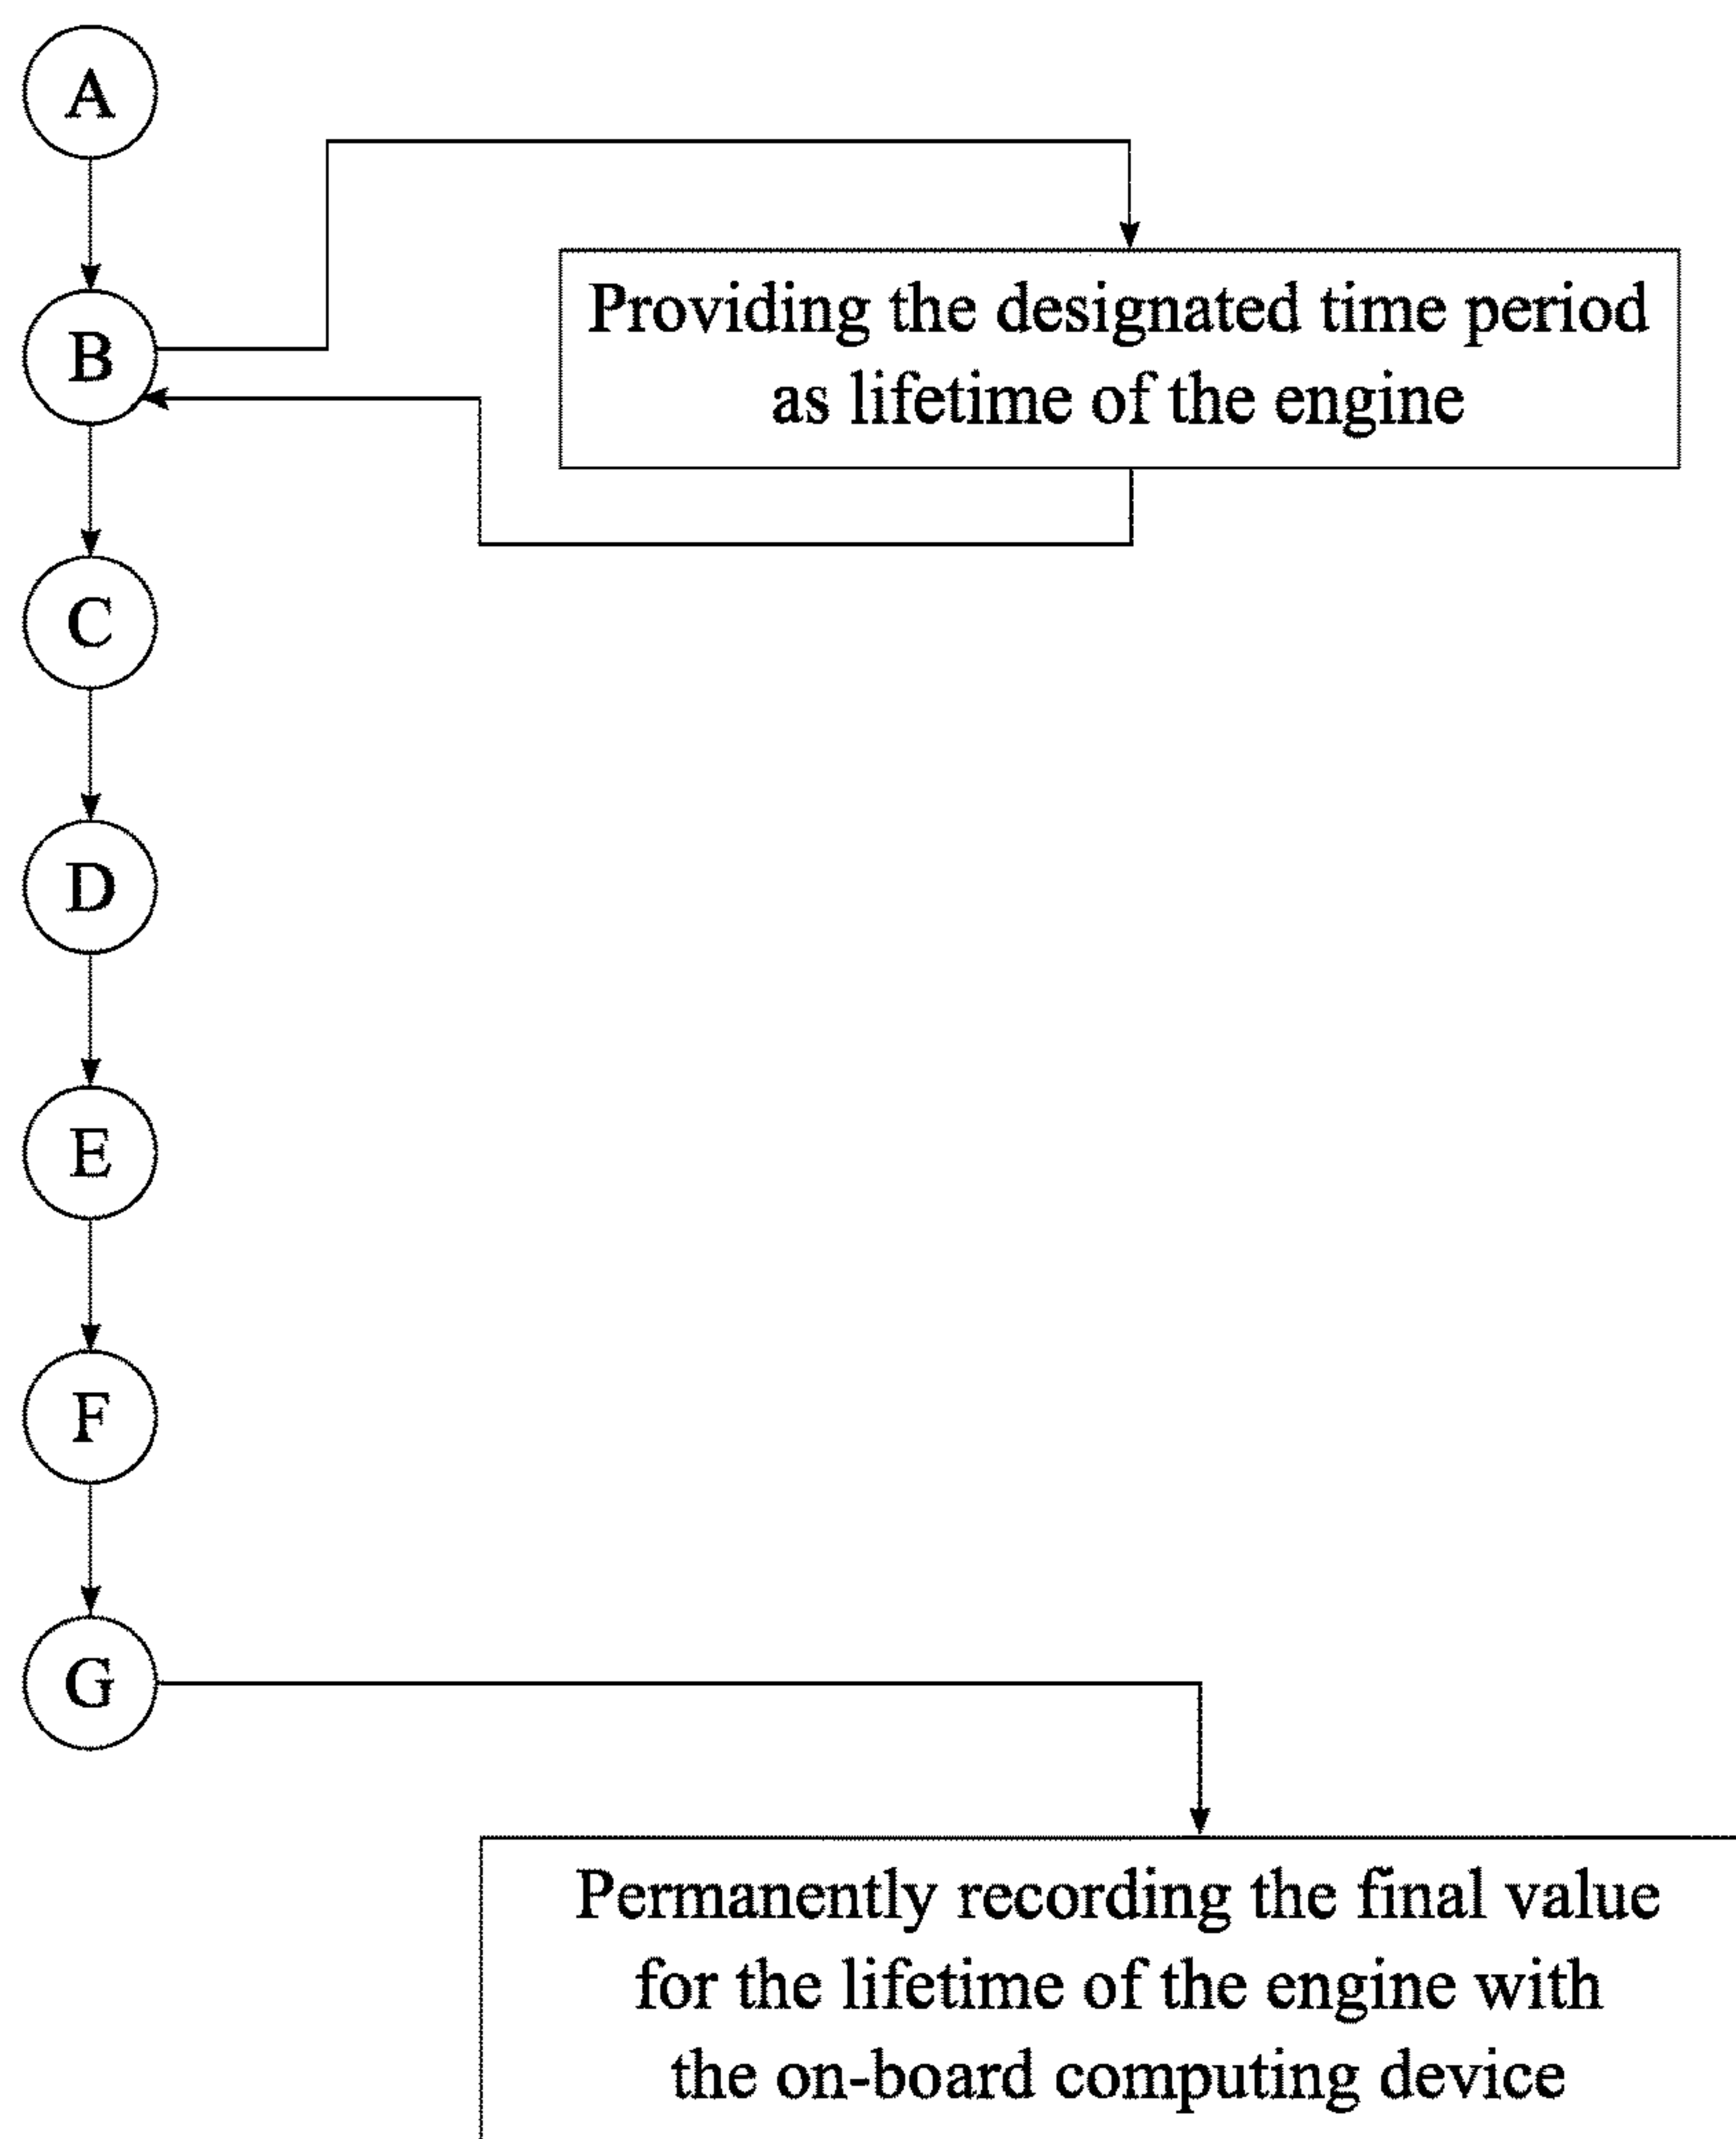 A
B
Providing the designated time period
as lifetime of the engine
C
D
E
F
G
Permanently recording the final value
for the lifetime of the engine with
the on-board computing device